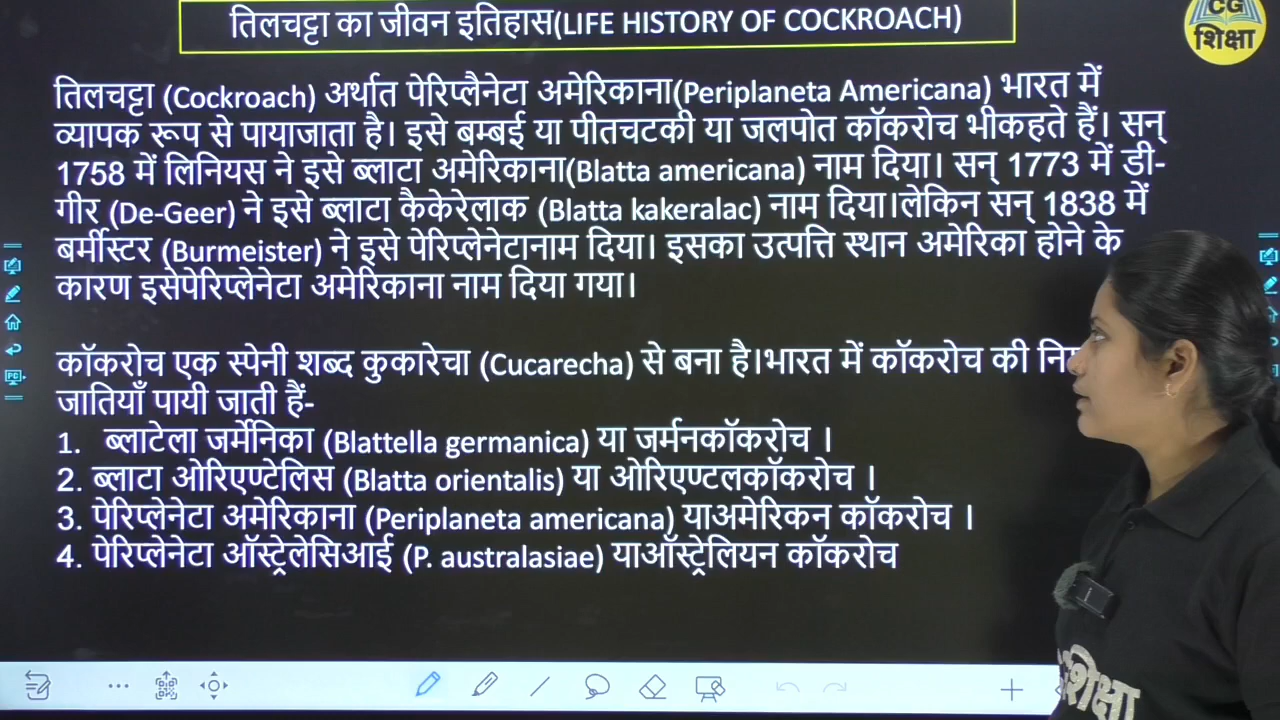 तिलचट्टा का जीवन इतिहास(LIFE HISTORY OF COCKROACH)
CG
शिक्षा
तिलचट्टा (Cockroach) अर्थात पेरिप्लैनेटा अमेरिकाना(Periplaneta Americana) भारत में
व्यापक रूप से पायाजाता है। इसे बम्बई या पीतचटकी या जलपोत कॉकरोच भीकहते हैं। सन्
1758 में लिनियस ने इसे ब्लाटा अमेरिकाना(Blatta americana) नाम दिया। सन् 1773 में डी-
गीर (De-Geer) ने इसे ब्लाटा कैकेरेलाक (Blatta kakeralac) नाम दिया।लेकिन सन् 1838 में
बर्मीस्टर (Burmeister) ने इसे पेरिप्लेनेटानाम दिया। इसका उत्पत्ति स्थान अमेरिका होने के
कारण इसेपेरिप्लेनेटा अमेरिकाना नाम दिया गया।
कॉकरोच एक स्पेनी शब्द कुकारेचा (Cucarecha) से बना है।भारत में कॉकरोच की
जातियाँ पायी जाती हैं-
1. ब्लाटेला जर्मेनिका (Blattella germanica) या जर्मनकॉकरोच ।
2. ब्लाटा ओरिएण्टेलिस (Blatta orientalis) या ओरिएण्टलकॉकरोच ।
3. पेरिप्लेनेटा अमेरिकाना (Periplaneta americana) याअमेरिकन कॉकरोच ।
4. पेरिप्लेनेटा ऑस्ट्रेलेसिआई (P. australasiae) याऑस्ट्रेलियन कॉकरोच
PC
शिक्षा